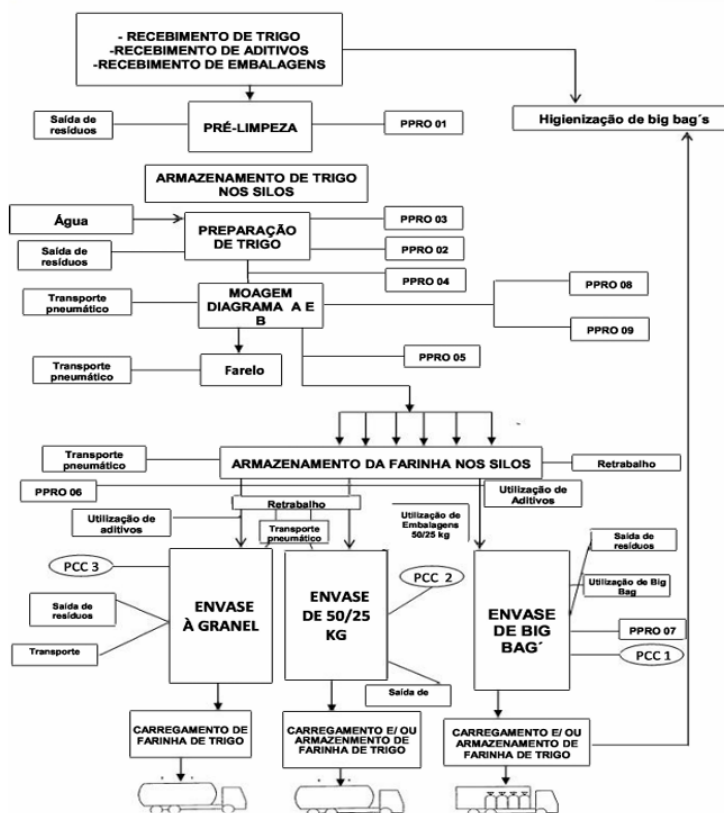 - RECEBIMENTO DE TRIGO
-RECEBIMENTO DE ADITIVOS
-RECEBIMENTO DE EMBALAGENS
Saída de
resíduos
PRÉ-LIMPEZA
PPRO 01
Higienização de big bag´s
ARMAZENAMENTO DE TRIGO
NOS SILOS
Água
PREPARAÇÃO
DE TRIGO
PPRO 03
Saída de
resíduos
PPRO 02
PPRO 04
Transporte
pneumático
MOAGEM
DIAGRAMA A E
B
PPRO 08
PPRO 09
Transporte
pneumático
Farelo
PPRO 05
Transporte
pneumático
ARMAZENAMENTO DA FARINHA NOS SILOS
Retrabalho
PPRO 06
Utilização de
Aditivos
Retrabalho
Utilização de
aditivos
Transporte
pneumático
Utilização de
Embalagens
50/25 kg
Saída de
resíduos
PCC 3
ENVASE
À GRANEL
ENVASE
DE 50/25
KG
PCC 2
ENVASE
DE BIG
BAG´
Utilização de Big
Bag
Saída de
resíduos
PPRO 07
Transporte
PCC 1
Saída de
CARREGAMENTO DE
FARINHA DE TRIGO
CARREGAMENTO E/ OU
ARMAZENMENTO DE
FARINHA DE TRIGO
CARREGAMENTO E/ OU
ARMAZENAMENTO DE
FARINHA DE TRIGO